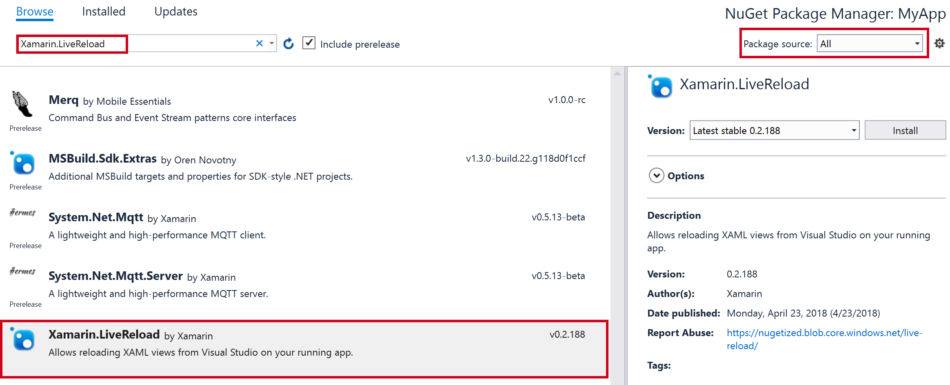 Browse Installed Updates
NuGet Package Manager: MyApp
Xamarin.LiveReload
Include prerelease
Package source: All
Merq by Mobile Essentials
v1.0.0-rc
Command Bus and Event Stream patterns core interfaces
Prerelease
MSBuild.Sdk.Extras by Oren Novotny
v1.3.0-build.22.g118d0f1ccf
Additional MSBuild targets and properties for SDK-style .NET projects.
Prerelease
Hermes
System.Net.Mqtt by Xamarin
v0.5.13-beta
A lightweight and high-performance MQTT client.
Prerelease
Hermes
System.Net.Mqtt.Server by Xamarin
v0.5.13-beta
A lightweight and high-performance MQTT server.
Prerelease
Xamarin.LiveReload by Xamarin
v0.2.188
Allows reloading XAML views from Visual Studio on your running app.
Xamarin.LiveReload
Version: Latest stable 0.2.188
Install
Options
Description
Allows reloading XAML views from Visual Studio on your running
app.
Version: 0.2.188
Author(s): Xamarin
Date published: Monday, April 23, 2018 (4/23/2018)
Report Abuse: https://nugetized.blob.core.windows.net/live-
reload/
Tags: